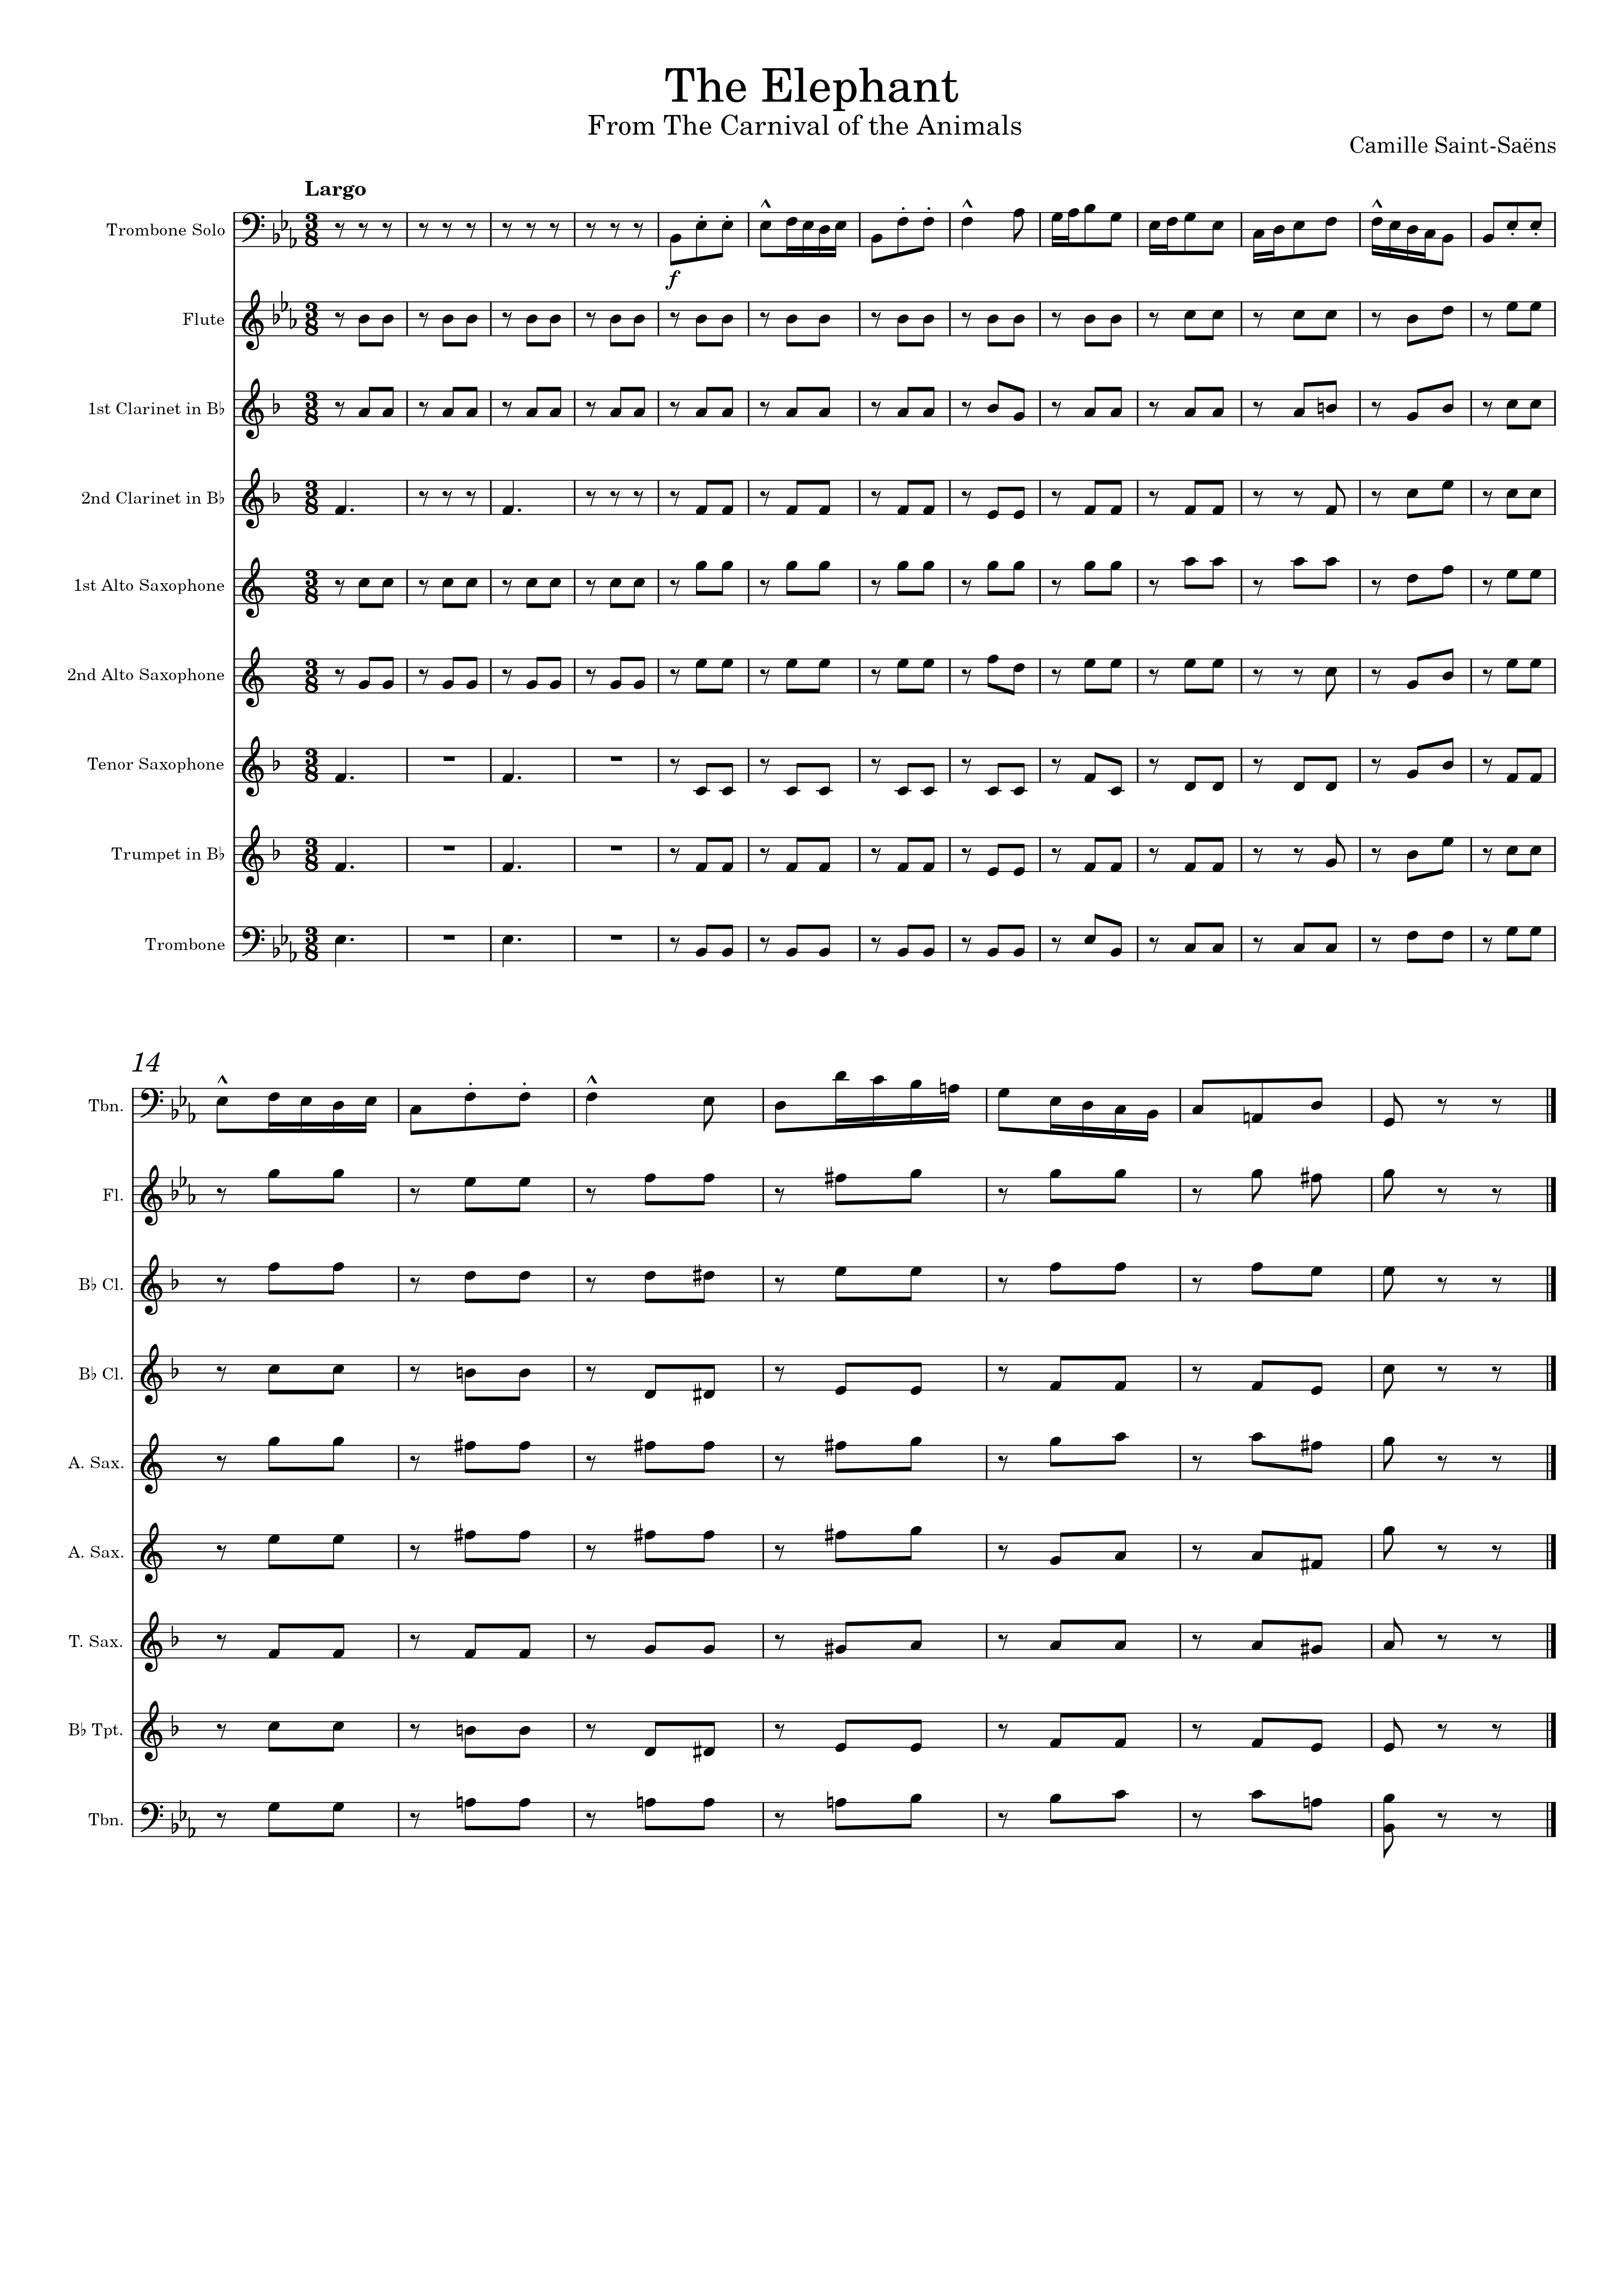 The Elephant
From The Carnival of the Animals
Camille Saint-Saëns
Largo
Trombone Solo
f
Flute
1st Clarinet in B♭
2nd Clarinet in B♭
1st Alto Saxophone
2nd Alto Saxophone
Tenor Saxophone
Trumpet in B♭
Trombone
14
Tbn.
Fl.
B♭ Cl.
B♭ Cl.
A. Sax.
A. Sax.
T. Sax.
B♭ Tpt.
Tbn.